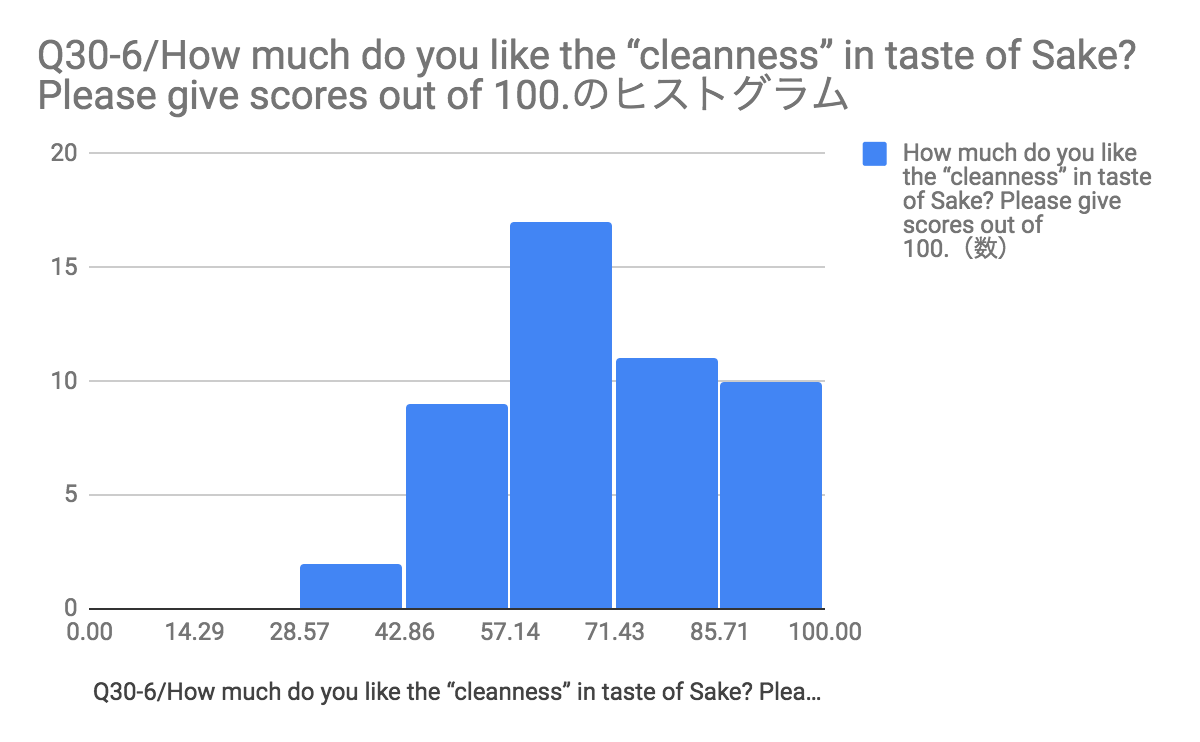 Q30-6/How much do you like the “cleanness” in taste of Sake?
Please give scores out of 100.のヒストグラム
20
15
10
5
0
0.00
14.29
28.57
42.86
57.14
71.43
85.71
100.00
Q30-6/How much do you like the “cleanness” in taste of Sake? Plea...
How much do you like
the “cleanness” in taste
of Sake? Please give
scores out of
100.（数）